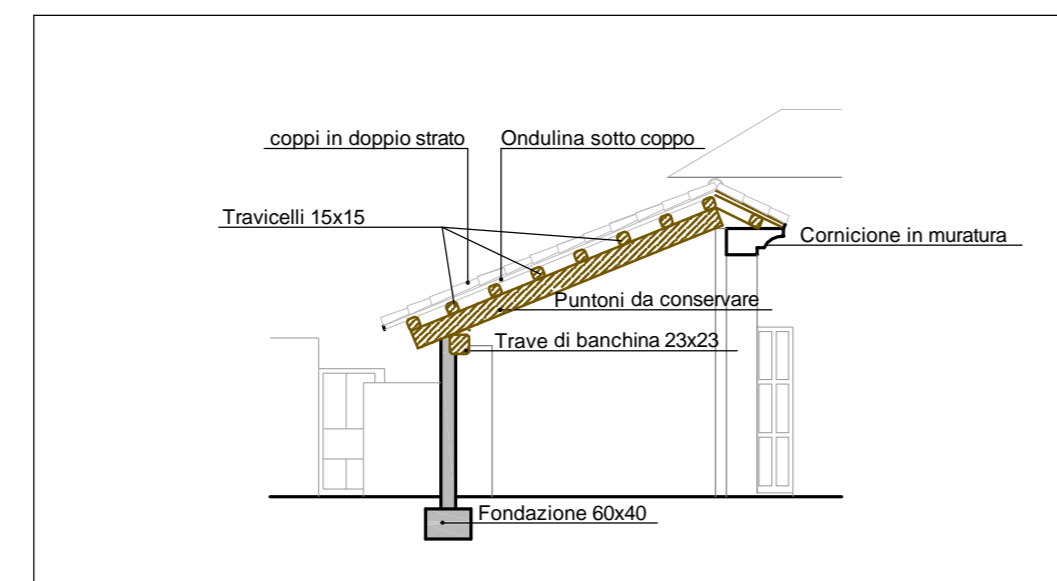 coppi in doppio strato
Ondulina sotto coppo
Travicelli 15x15
Cornicione in muratura
Puntoni da conservare
Trave di banchina 23x23
Fondazione 60x40